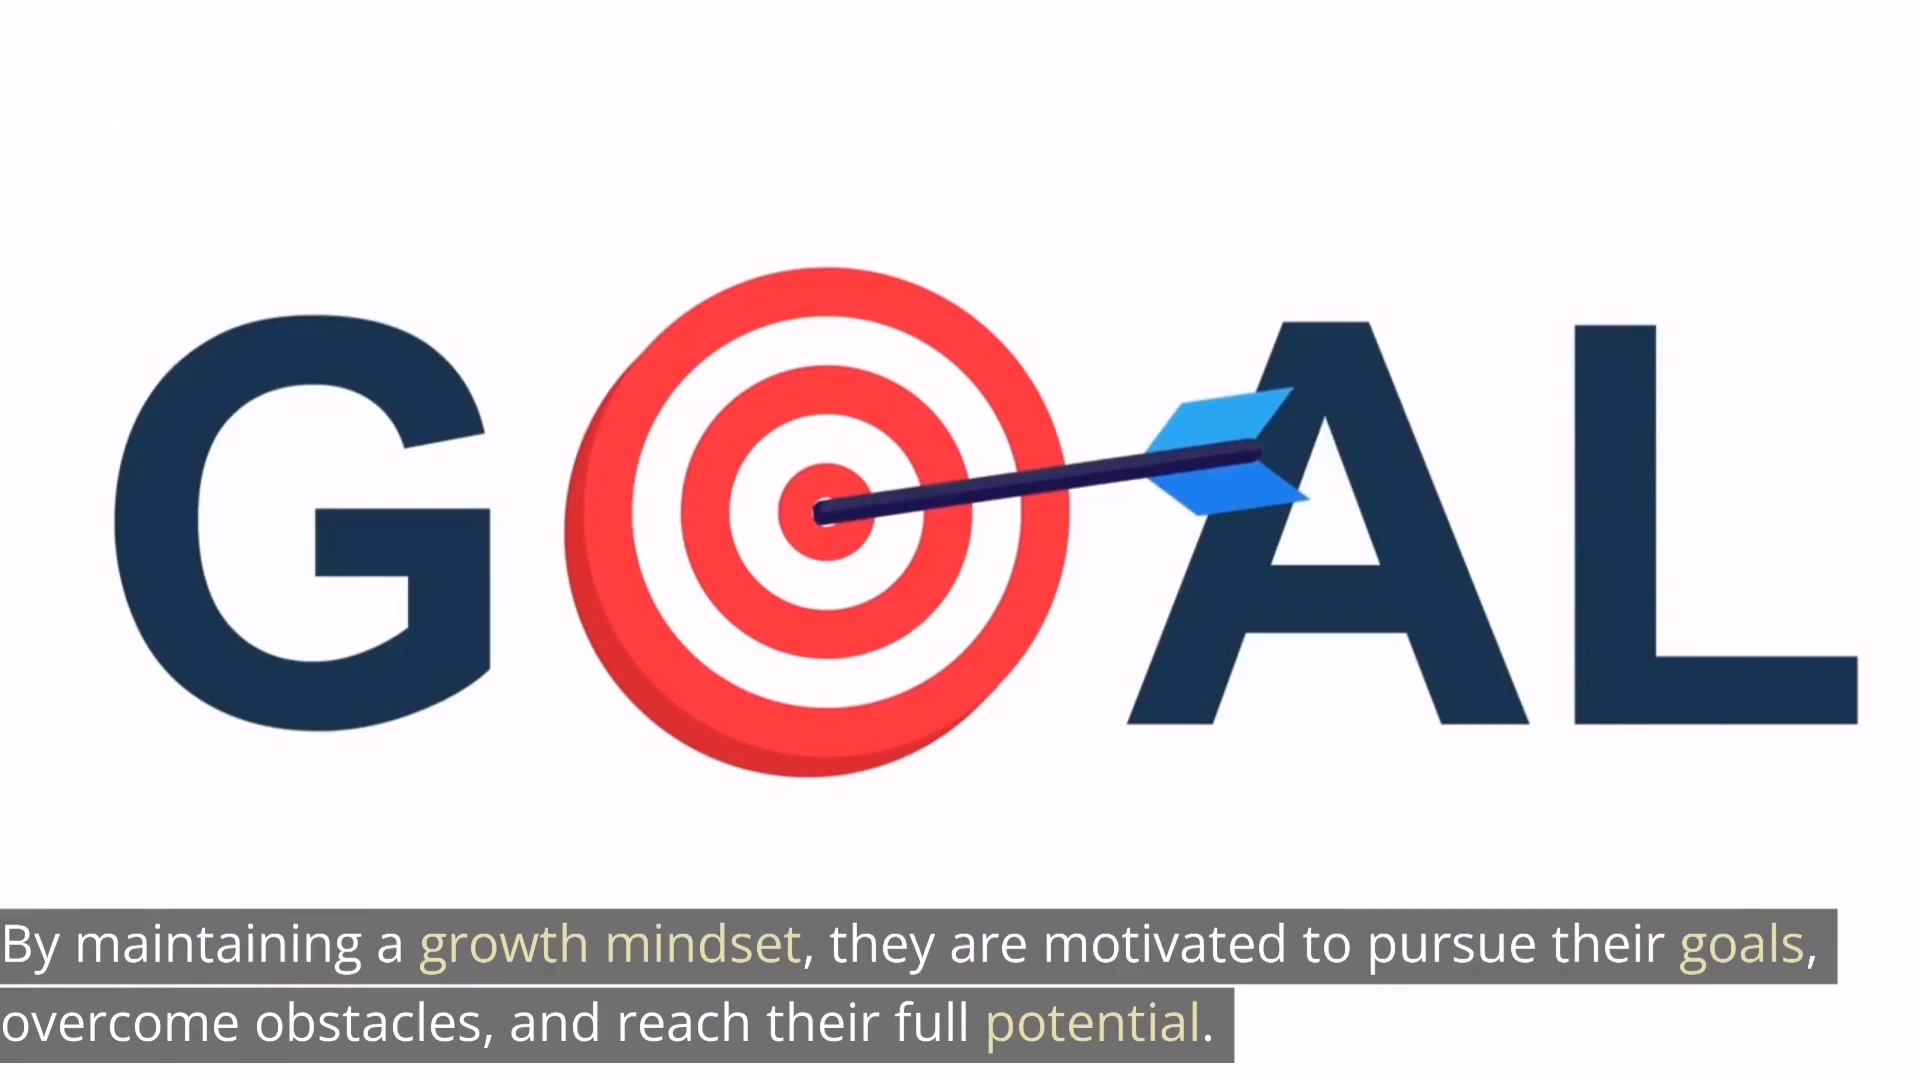 GOAL
By maintaining a growth mindset, they are motivated to pursue their goals,
overcome obstacles, and reach their full potential.